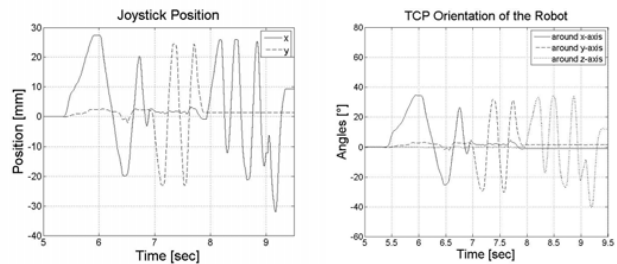 Joystick Position
30
20
10
0
-10
-20
-30
-40
Position [mm]
x
y
5
6
7
8
9
Time [sec]
TCP Orientation of the Robot
80
60
40
20
0
-20
-40
-60
Angles [°]
around x-axis
around y-axis
around z-axis
5
5.5
6
6.5
7
7.5
8
8.5
9
9.5
Time [sec]